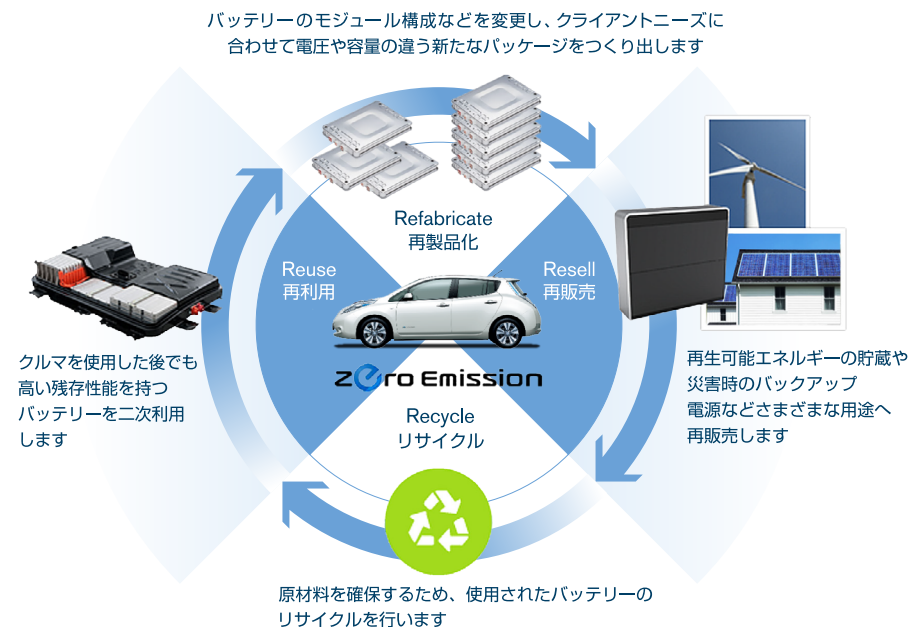 バッテリーのモジュール構成などを変更し、クライアントニーズに
合わせて電圧や容量の違う新たなパッケージをつくり出します
Refabricate
再製品化
Reuse
再利用
Resell
再販売
クルマを使用した後でも
高い残存性能を持つ
バッテリーを二次利用
します
再生可能エネルギーの貯蔵や
災害時のバックアップ
電源などさまざまな用途へ
再販売します
Zero Emission
Recycle
リサイクル
原材料を確保するため、使用されたバッテリーの
リサイクルを行います